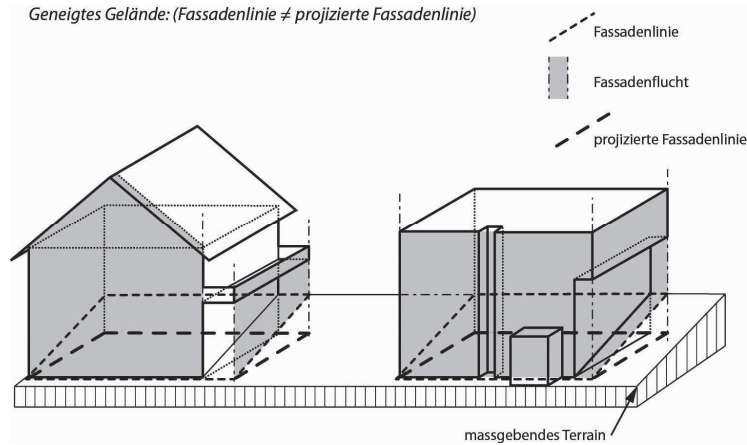 Geneigtes Gelände: (Fassadenlinie ≠ projizierte Fassadenlinie)
Fassadenlinie
Fassadenflucht
projizierte Fassadenlinie
massgebendes Terrain